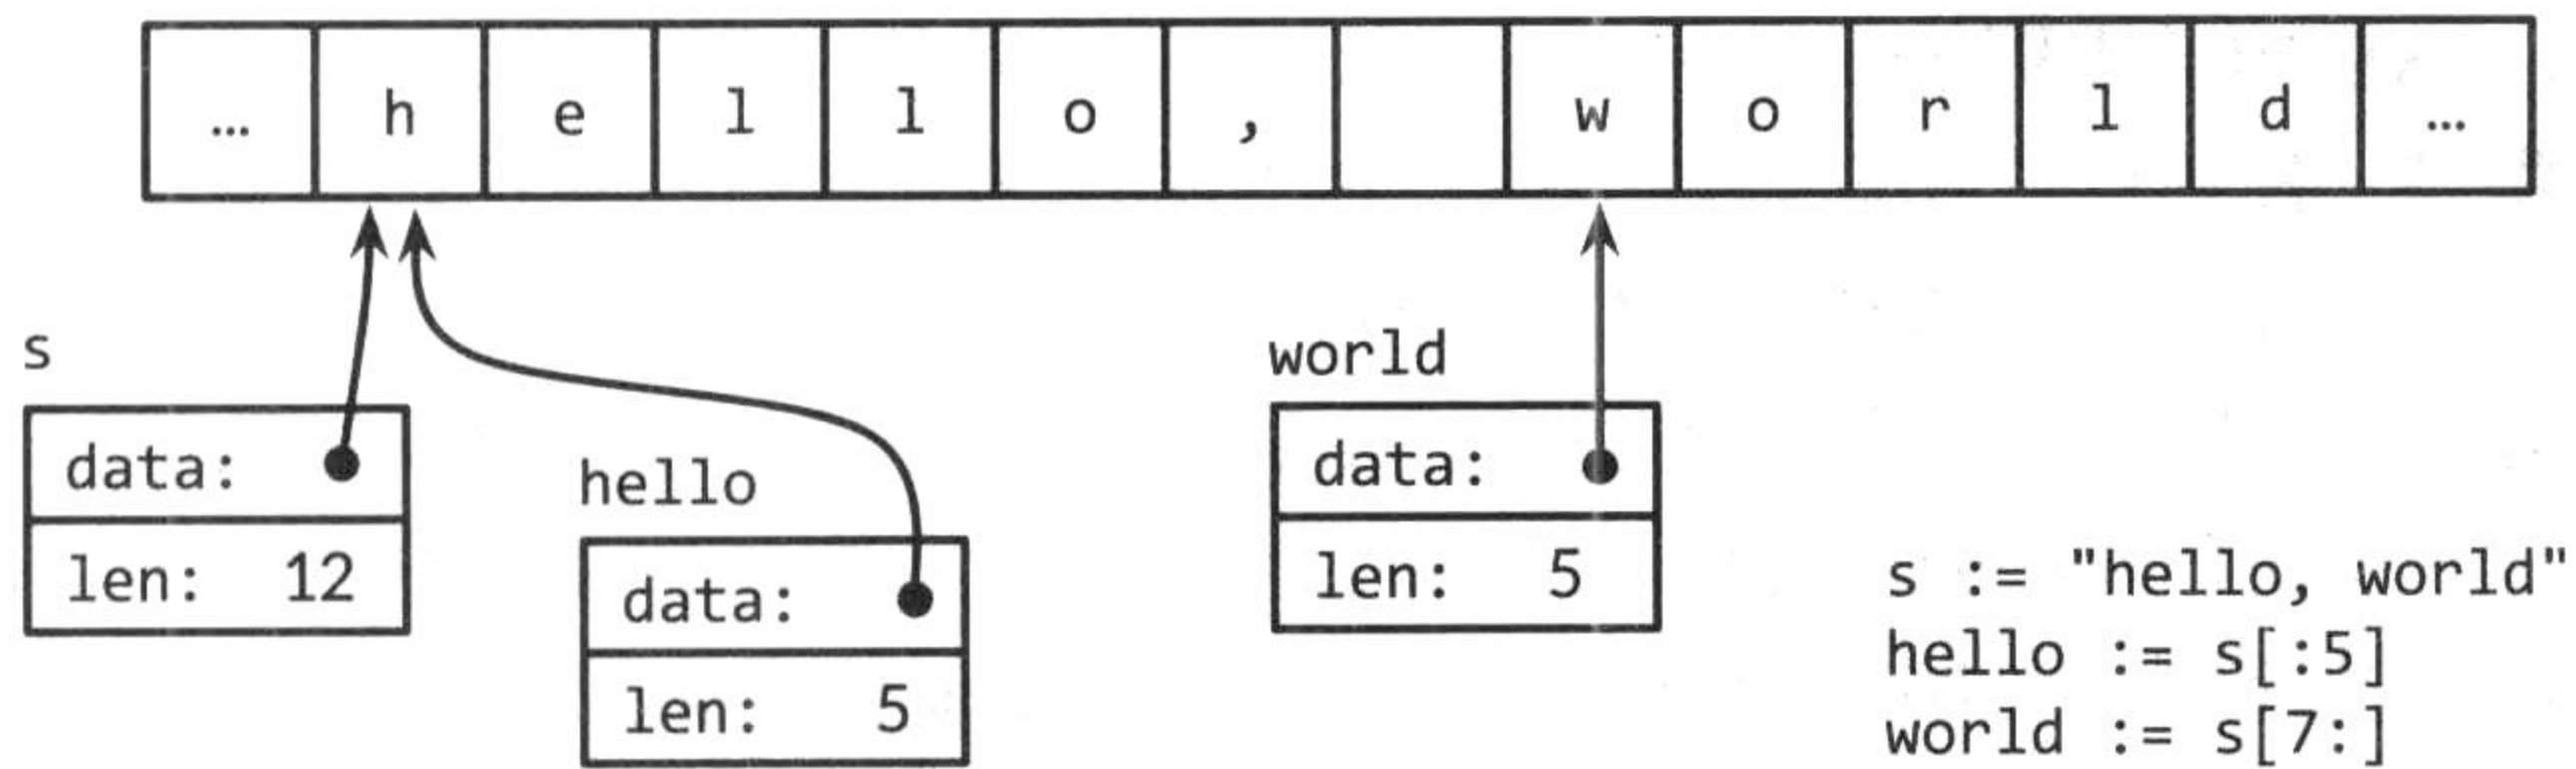 … h e l l o , w o r l d …
s
data:
len: 12
hello
data:
len: 5
world
data:
len: 5
s := "hello, world"
hello := s[:5]
world := s[7:]